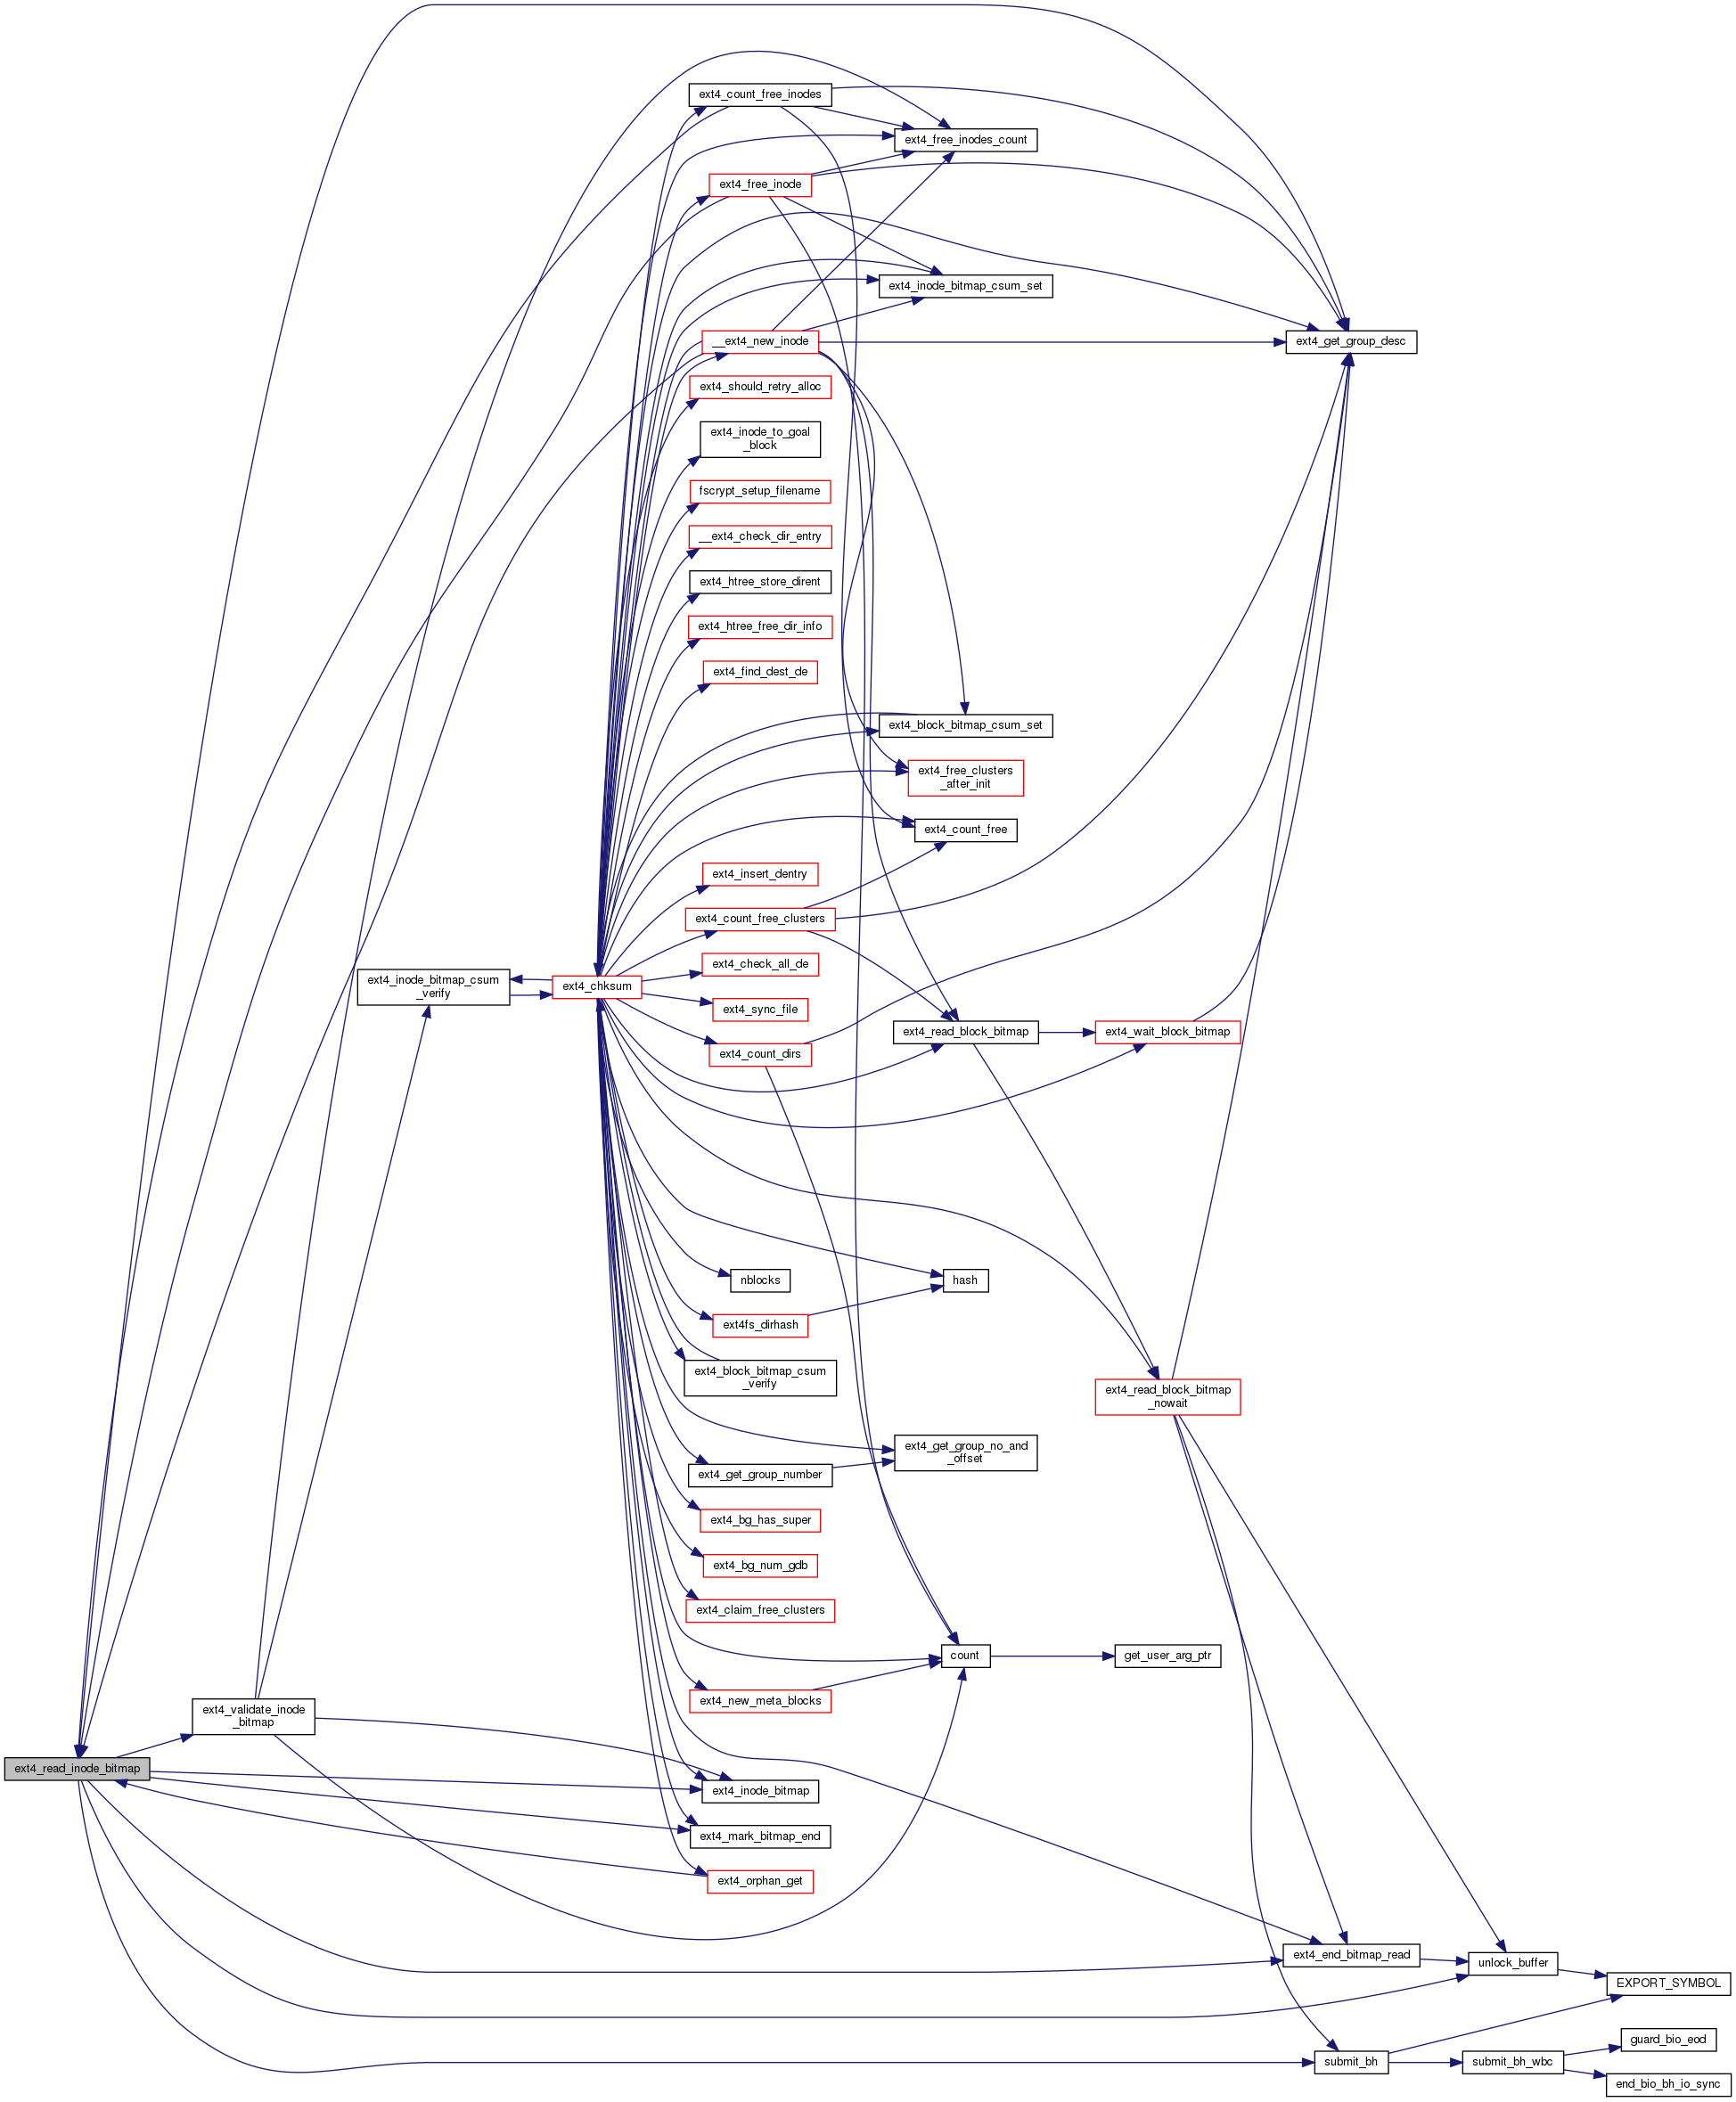 ext4_count_free_inodes
ext4_free_inodes_count
ext4_free_inode
ext4_inode_bitmap_csum_set
__ext4_new_inode
ext4_get_group_desc
ext4_should_retry_alloc
ext4_inode_to_goal
_block
fscrypt_setup_filename
__ext4_check_dir_entry
ext4_htree_store_dirent
ext4_htree_free_dir_info
ext4_find_dest_de
ext4_block_bitmap_csum_set
ext4_free_clusters
_after_init
ext4_count_free
ext4_insert_dentry
ext4_count_free_clusters
ext4_check_all_de
ext4_inode_bitmap_csum
_verify
ext4_chksum
ext4_sync_file
ext4_read_block_bitmap
ext4_wait_block_bitmap
ext4_count_dirs
nblocks
hash
ext4fs_dirhash
ext4_block_bitmap_csum
_verify
ext4_read_block_bitmap
_nowait
ext4_get_group_no_and
_offset
ext4_get_group_number
ext4_bg_has_super
ext4_bg_num_gdb
ext4_claim_free_clusters
count
get_user_arg_ptr
ext4_new_meta_blocks
ext4_validate_inode
_bitmap
ext4_read_inode_bitmap
ext4_inode_bitmap
ext4_mark_bitmap_end
ext4_orphan_get
ext4_end_bitmap_read
unlock_buffer
EXPORT_SYMBOL
guard_bio_eod
submit_bh
submit_bh_wbc
end_bio_bh_io_sync